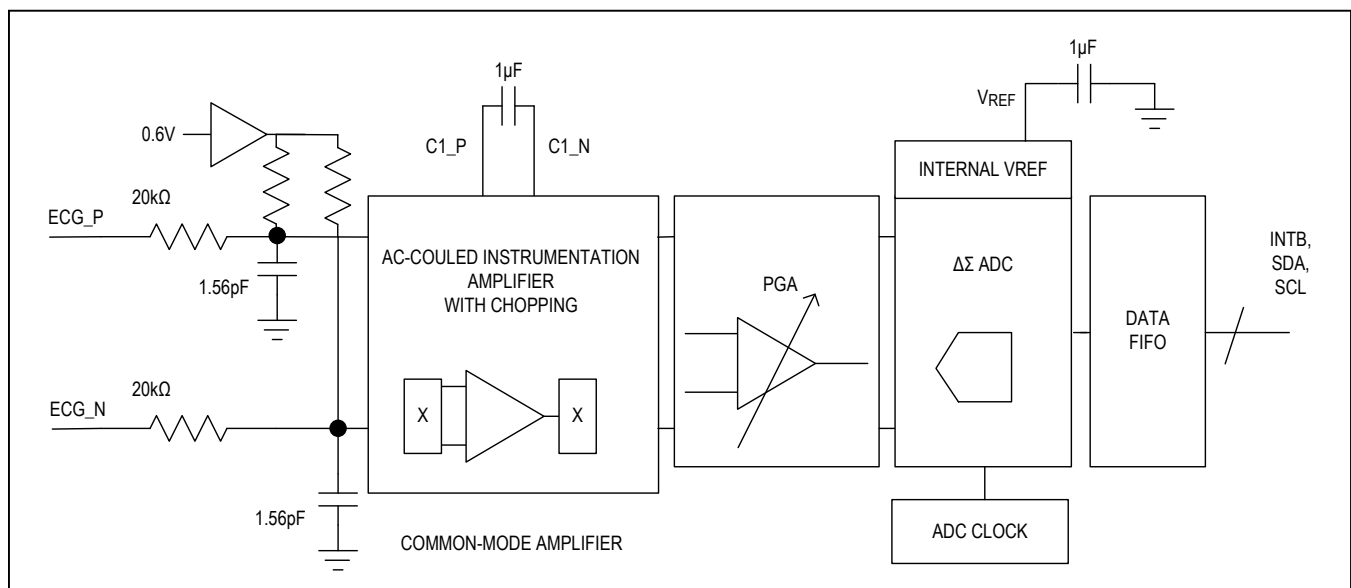 1µF
1µF
VREF
0.6V
C1_P
C1_N
INTERNAL VREF
20kΩ
ECG_P
AC-COULED INSTRUMENTATION
AMPLIFIER
WITH CHOPPING
1.56pF
PGA
ΔΣ ADC
DATA
FIFO
INTB,
SDA,
SCL
20kΩ
ECG_N
X
X
1.56pF
COMMON-MODE AMPLIFIER
ADC CLOCK